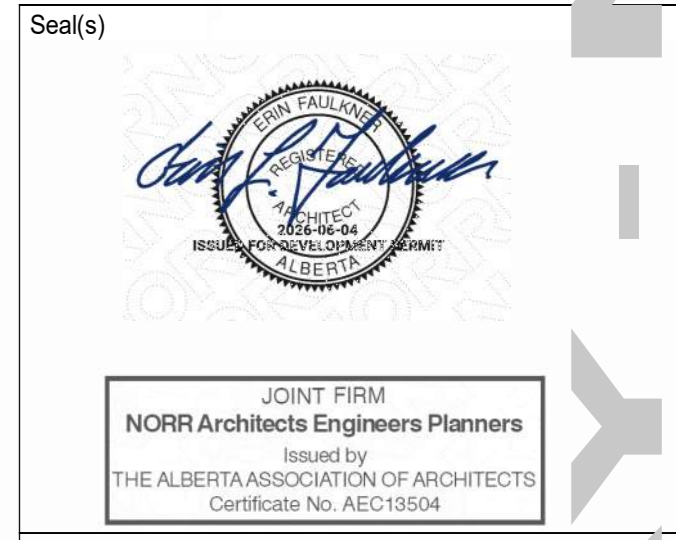 Seal(s)
ERIN FAULKNER
REGISTERED
ARCHITECT
2026-06-04
ISSUED FOR DEVELOPMENT PERMIT
ALBERTA
JOINT FIRM
NORR Architects Engineers Planners
Issued by
THE ALBERTA ASSOCIATION OF ARCHITECTS
Certificate No. AEC13504